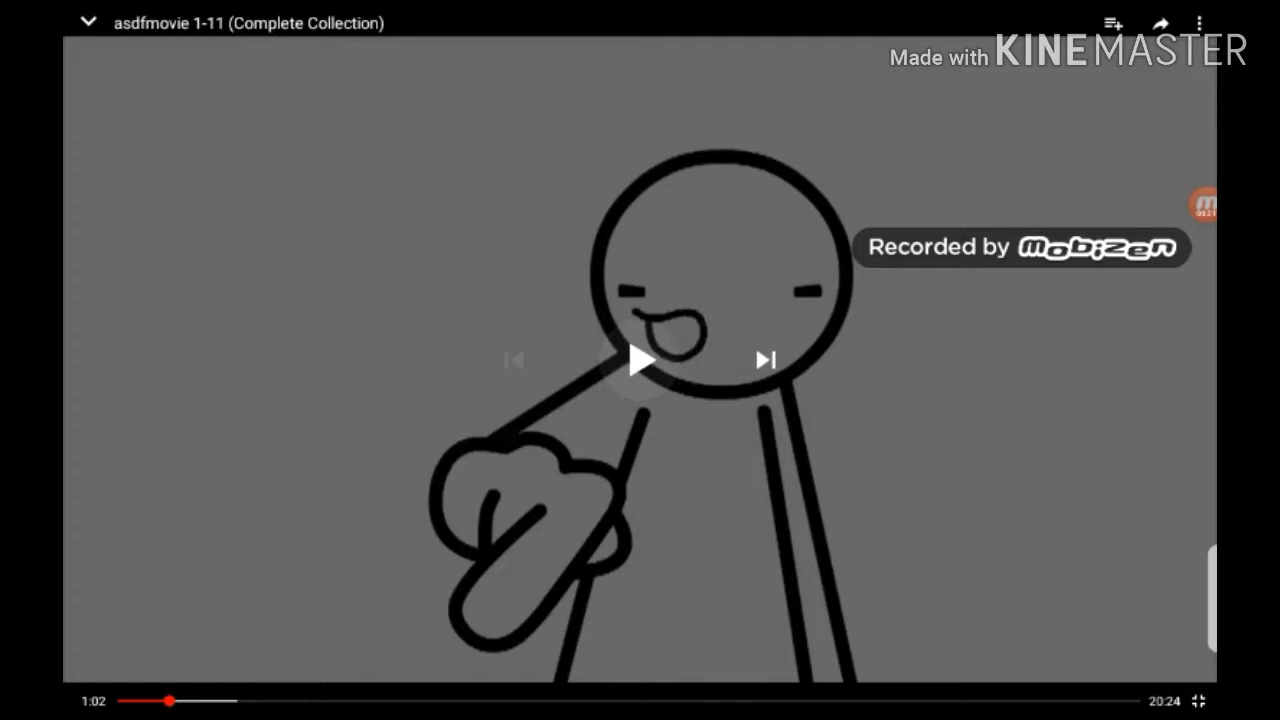 asdfmovie 1-11 (Complete Collection)
Made with KINEMASTER
Recorded by mobizen
1:02
20:24